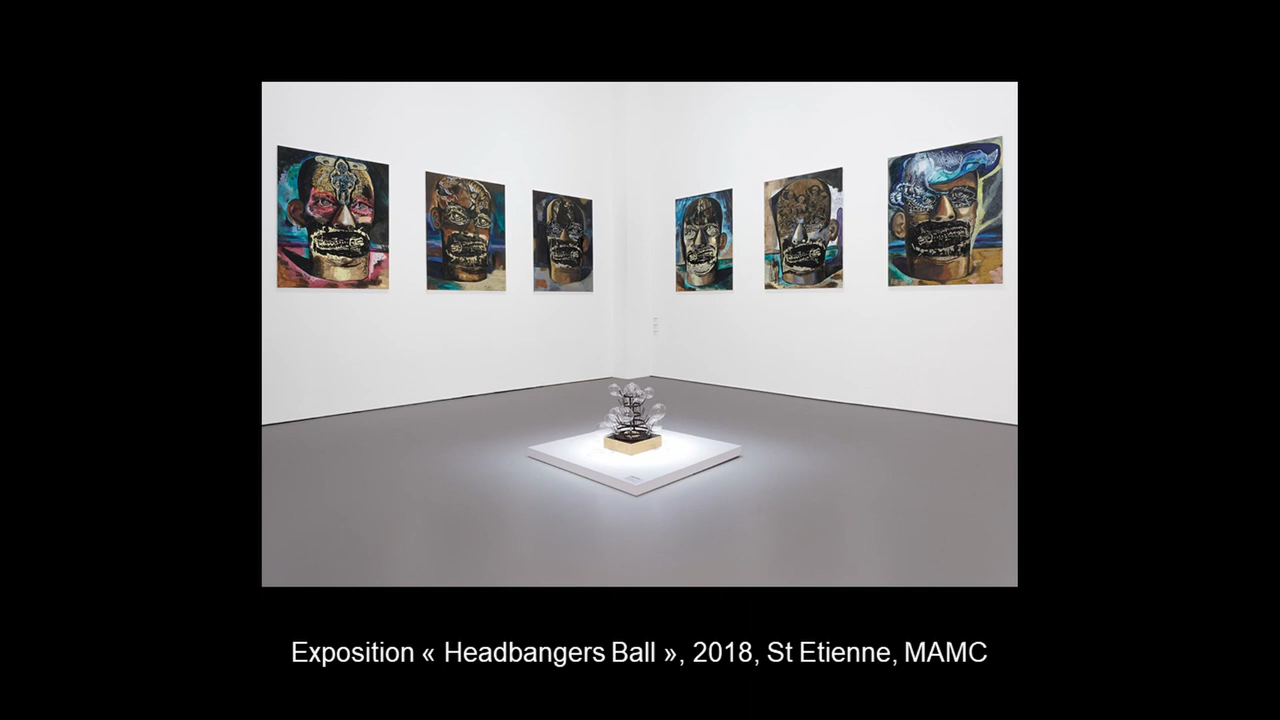 Exposition « Headbangers Ball », 2018, St Etienne, MAMC